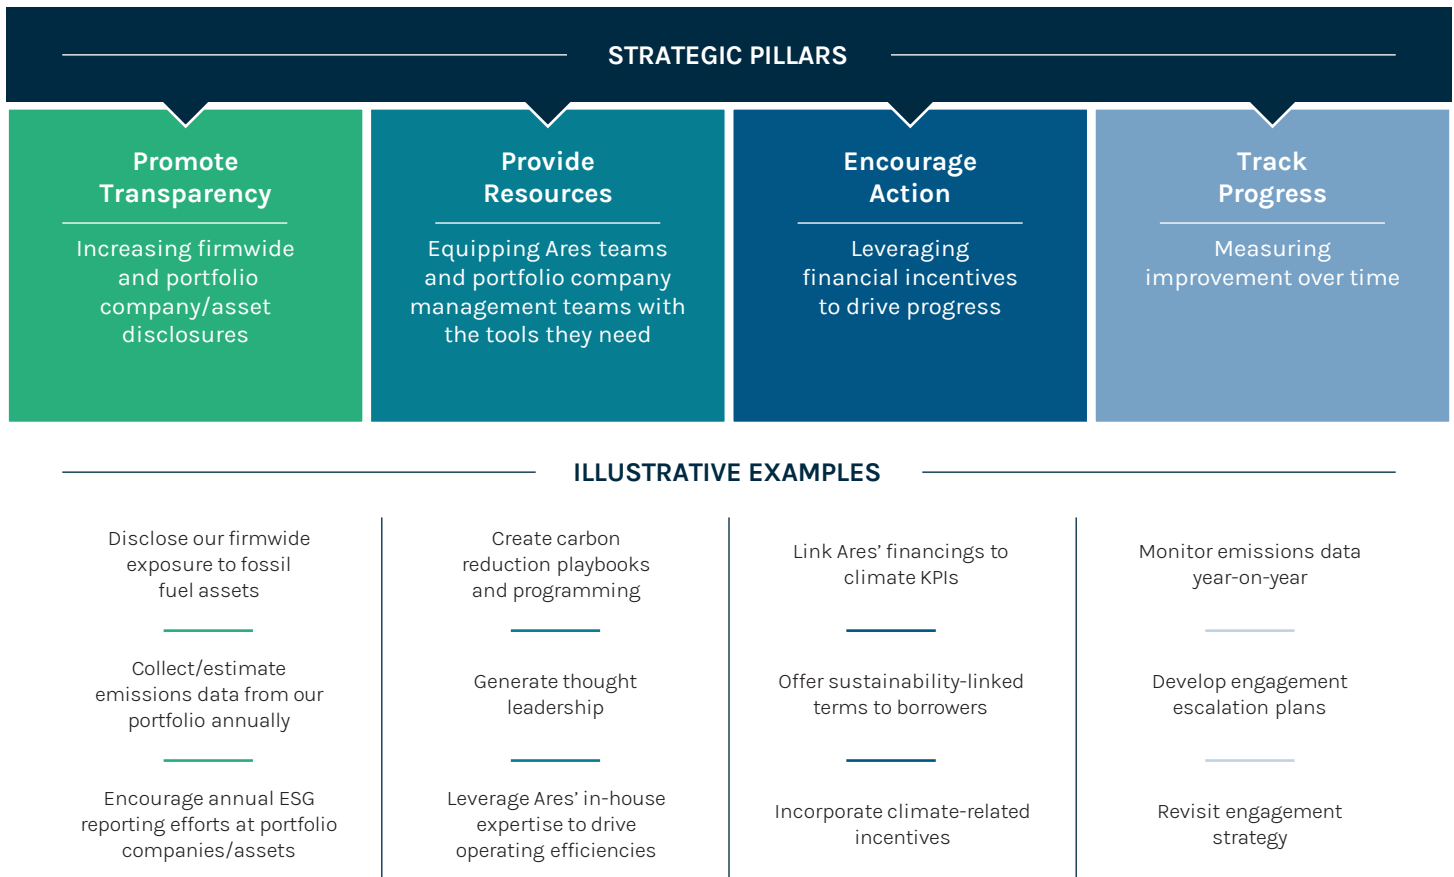 STRATEGIC PILLARS
Promote
Transparency
Increasing firmwide
and portfolio
company/asset
disclosures
Provide
Resources
Equipping Ares teams
and portfolio company
management teams with
the tools they need
Encourage
Action
Leveraging
financial incentives
to drive progress
Track
Progress
Measuring
improvement over time
ILLUSTRATIVE EXAMPLES
Disclose our firmwide
exposure to fossil
fuel assets
Collect/estimate
emissions data from our
portfolio annually
Encourage annual ESG
reporting efforts at portfolio
companies/assets
Create carbon
reduction playbooks
and programming
Generate thought
leadership
Leverage Ares’ in-house
expertise to drive
operating efficiencies
Link Ares’ financings to
climate KPIs
Offer sustainability-linked
terms to borrowers
Incorporate climate-related
incentives
Monitor emissions data
year-on-year
Develop engagement
escalation plans
Revisit engagement
strategy